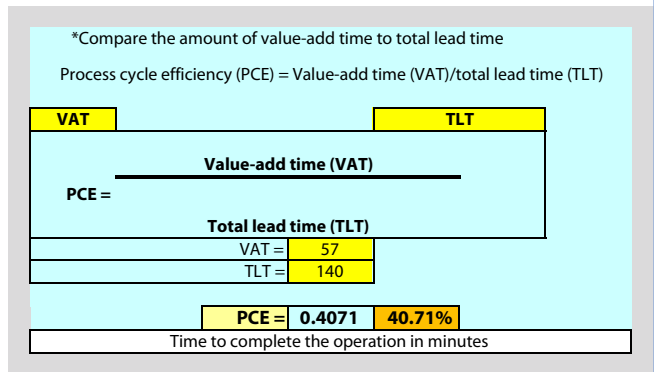 *Compare the amount of value-add time to total lead time
Process cycle efficiency (PCE) = Value-add time (VAT)/total lead time (TLT)
VAT TLT
Value-add time (VAT)
PCE =
Total lead time (TLT)
VAT = 57
TLT = 140
PCE = 0.4071 40.71%
Time to complete the operation in minutes